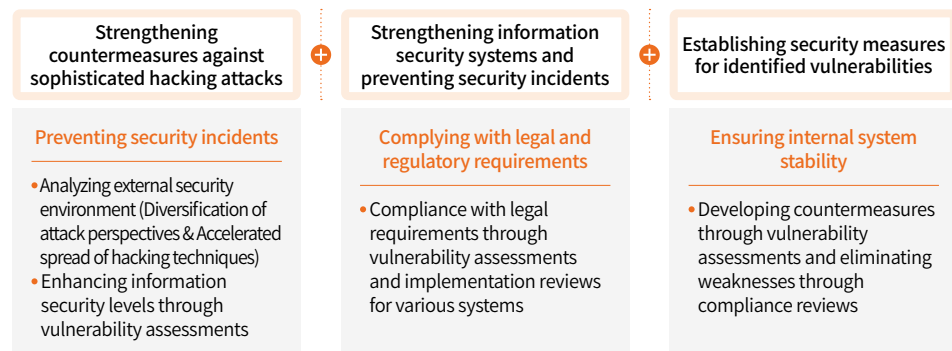 Strengthening
countermeasures against
sophisticated hacking attacks
+
Strengthening information
security systems and
preventing security incidents
+
Establishing security measures
for identified vulnerabilities
Preventing security incidents
• Analyzing external security
environment (Diversification of
attack perspectives & Accelerated
spread of hacking techniques)
• Enhancing information
security levels through
vulnerability assessments
Complying with legal and
regulatory requirements
• Compliance with legal
requirements through
vulnerability assessments
and implementation reviews
for various systems
Ensuring internal system
stability
• Developing countermeasures
through vulnerability
assessments and eliminating
weaknesses through
compliance reviews